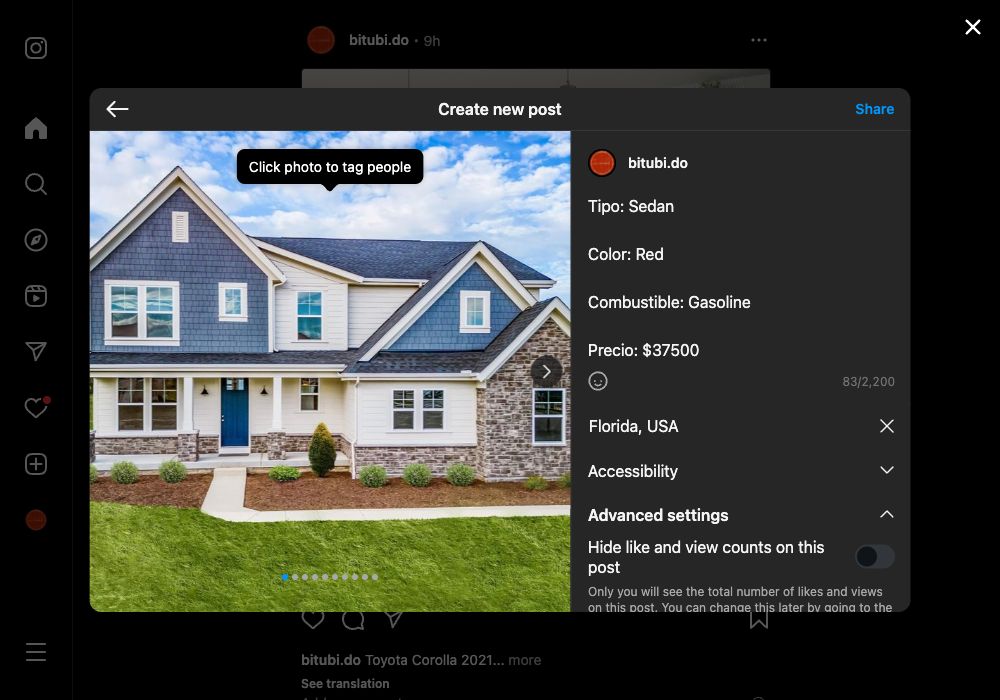 bitubi.do • 9h
Create new post
Share
Click photo to tag people
bitubi.do
Tipo: Sedan
Color: Red
Combustible: Gasoline
Precio: $37500
83/2,200
Florida, USA
Accessibility
Advanced settings
Hide like and view counts on this
post
Only you will see the total number of likes and views
on this post. You can change this later by going to the
bitubi.do Toyota Corolla 2021... more
See translation